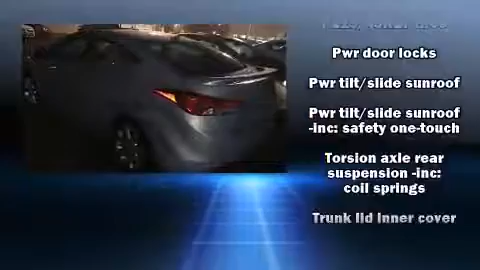 Pwr door locks
Pwr tilt/slide sunroof
Pwr tilt/slide sunroof
-inc: safety one-touch
Torsion axle rear
suspension -inc:
coil springs
Trunk lid inner cover